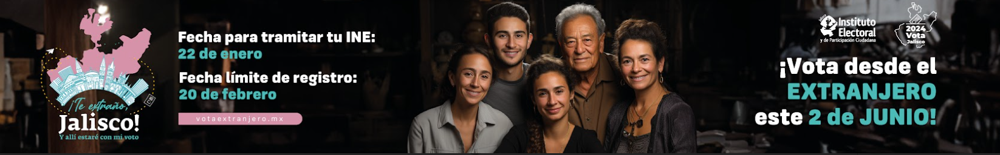 ¡Te extraño,
Jalisco!
Y allí estaré con mi voto
Fecha para tramitar tu INE:
22 de enero
Fecha límite de registro:
20 de febrero
votaextranjero.mx
Instituto
Electoral
y de Participación Ciudadana
2024
Vota
Jalisco
¡Vota desde el
EXTRANJERO
este 2 de JUNIO!